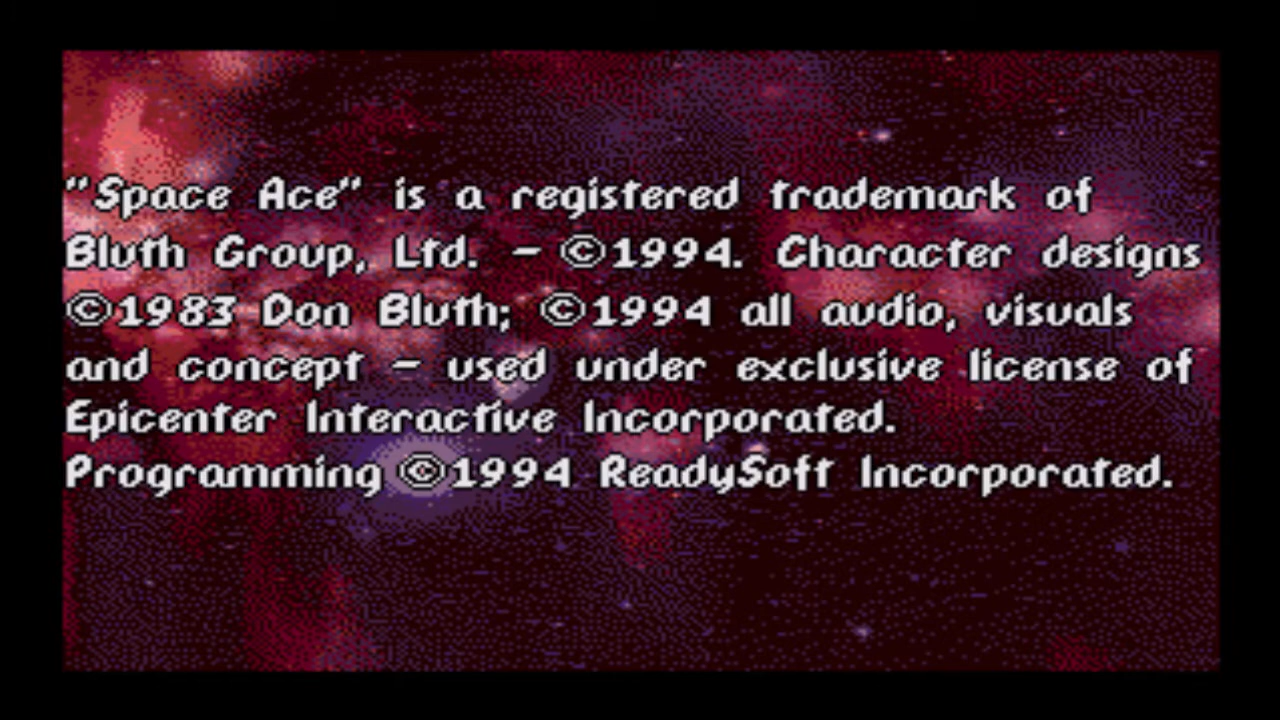 "Space Ace" is a registered trademark of
Bluth Group, Ltd. - ©1994. Character designs
©1983 Don Bluth; ©1994 all audio, visuals
and concept - used under exclusive license of
Epicenter Interactive Incorporated.
Programming ©1994 ReadySoft Incorporated.